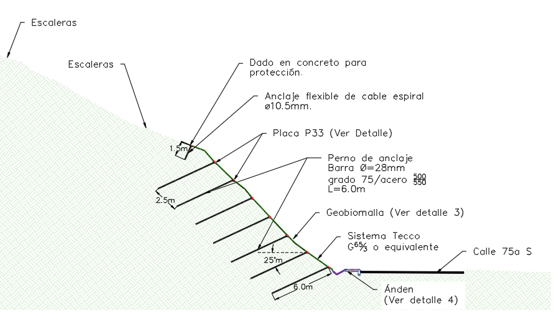 Escaleras
Escaleras
Dado en concreto para
protección.
Anclaje flexible de cable espiral
ø10.5mm.
1.5m
Placa P33 (Ver Detalle)
Perno de anclaje
Barra Ø=28mm
grado 75/acero 500/550
L=6.0m
2.5m
Geobiomalla (Ver detalle 3)
Sistema Tecco
G65/3 o equivalente
25°m
Calle 75a S
6.0m
Ánden
(Ver detalle 4)